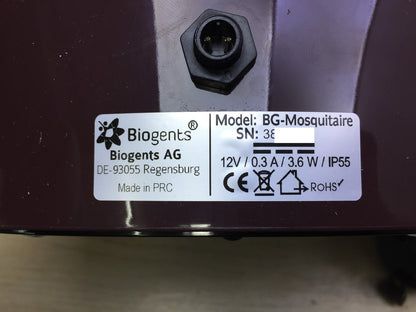 Biogents®
Biogents AG
DE-93055 Regensburg
Made in PRC
Model: BG-Mosquitaire
SN: 38
12V / 0.3 A / 3.6 W / IP55
CE ROHS✓